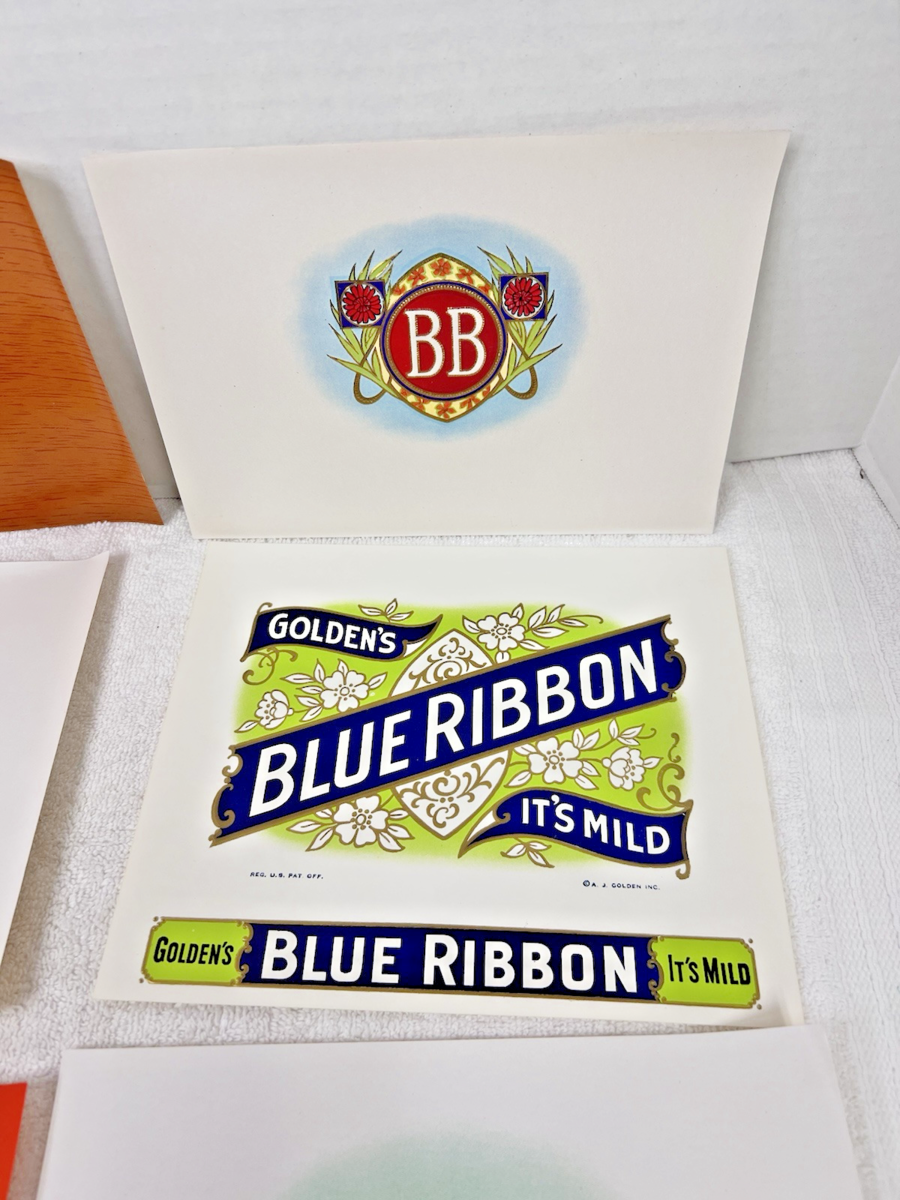 BB
GOLDEN'S
BLUE RIBBON
IT'S MILD
REG. U.S. PAT. OFF.
© A. J. GOLDEN INC.
GOLDEN'S BLUE RIBBON IT'S MILD